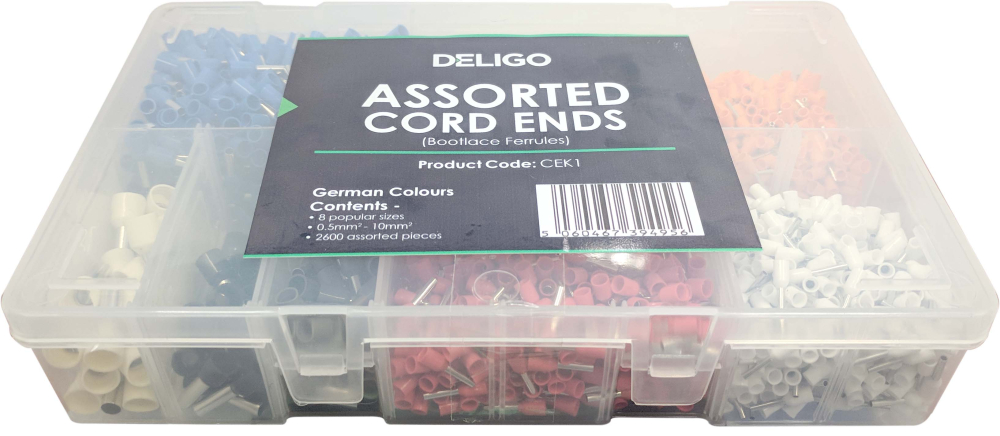 DELIGO
ASSORTED
CORD ENDS
(Bootlace Ferrules)
Product Code: CEK1
German Colours
Contents -
• 8 popular sizes
• 0.5mm² - 10mm²
• 2600 assorted pieces
5 060467 394956